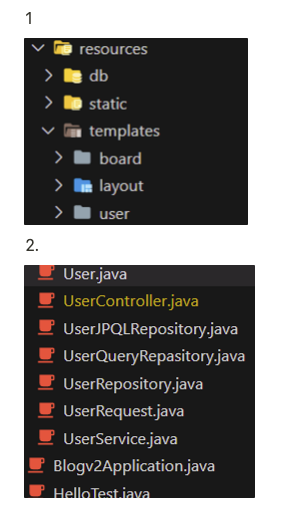 1
resources
db
static
templates
board
layout
user
2.
User.java
UserController.java
UserJPQLRepository.java
UserQueryRepasitory.java
UserRepository.java
UserRequest.java
UserService.java
Blogv2Application.java
HelloTest.java